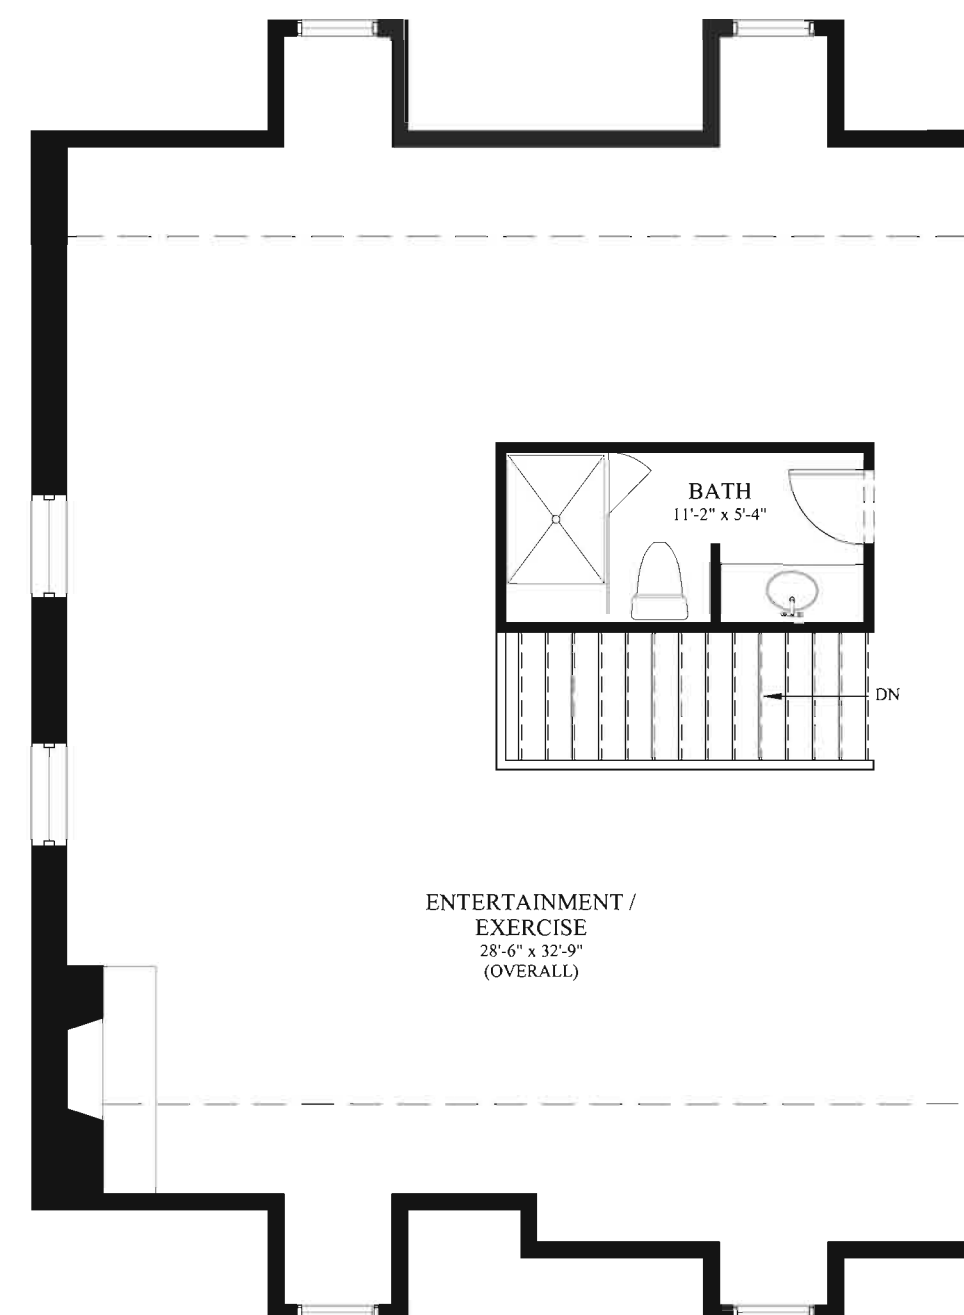 BATH
11'-2" x 5'-4"
DN
ENTERTAINMENT /
EXERCISE
28'-6" x 32'-9"
(OVERALL)